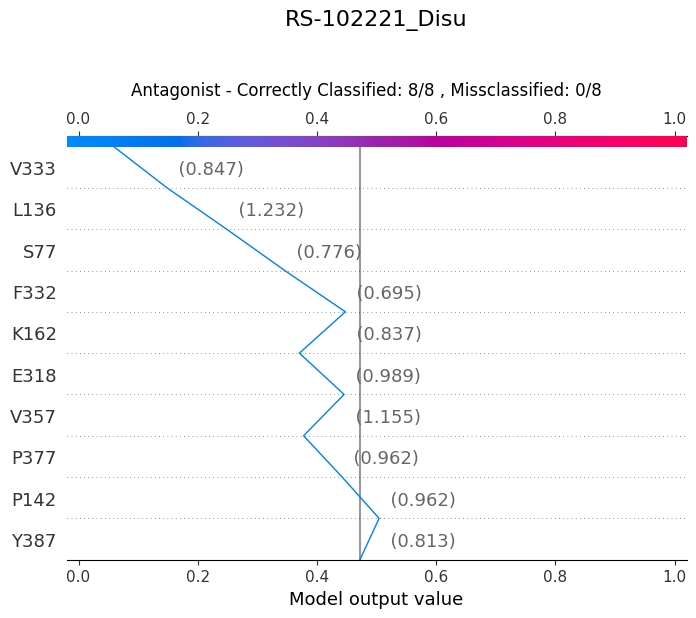 RS-102221_Disu
Antagonist - Correctly Classified: 8/8 , Missclassified: 0/8
0.0 0.2 0.4 0.6 0.8 1.0
V333 (0.847)
L136 (1.232)
S77 (0.776)
F332 (0.695)
K162 (0.837)
E318 (0.989)
V357 (1.155)
P377 (0.962)
P142 (0.962)
Y387 (0.813)
0.0 0.2 0.4 0.6 0.8 1.0
Model output value